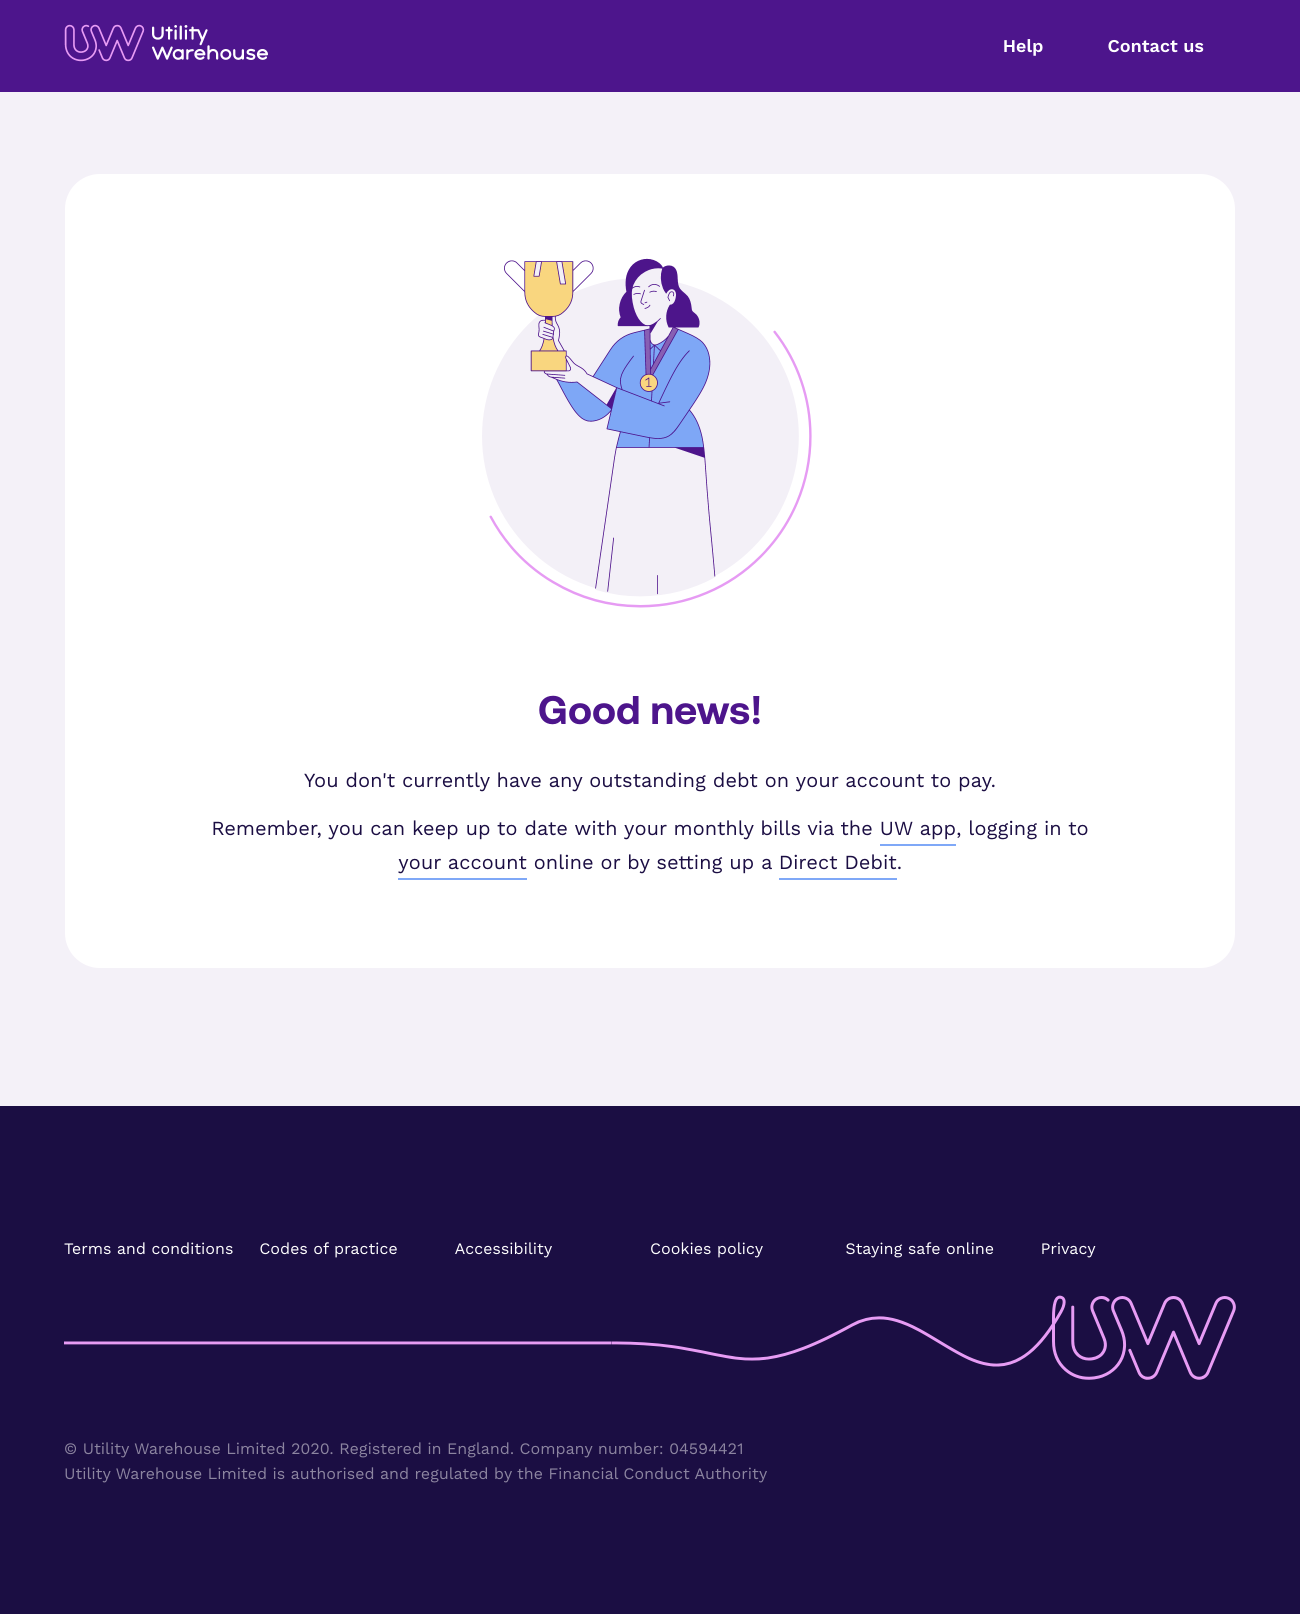 UW Utility
Warehouse
Help
Contact us
1
Good news!
You don't currently have any outstanding debt on your account to pay.
Remember, you can keep up to date with your monthly bills via the UW app, logging in to
your account online or by setting up a Direct Debit.
Terms and conditions
Codes of practice
Accessibility
Cookies policy
Staying safe online
Privacy
UW
© Utility Warehouse Limited 2020. Registered in England. Company number: 04594421
Utility Warehouse Limited is authorised and regulated by the Financial Conduct Authority